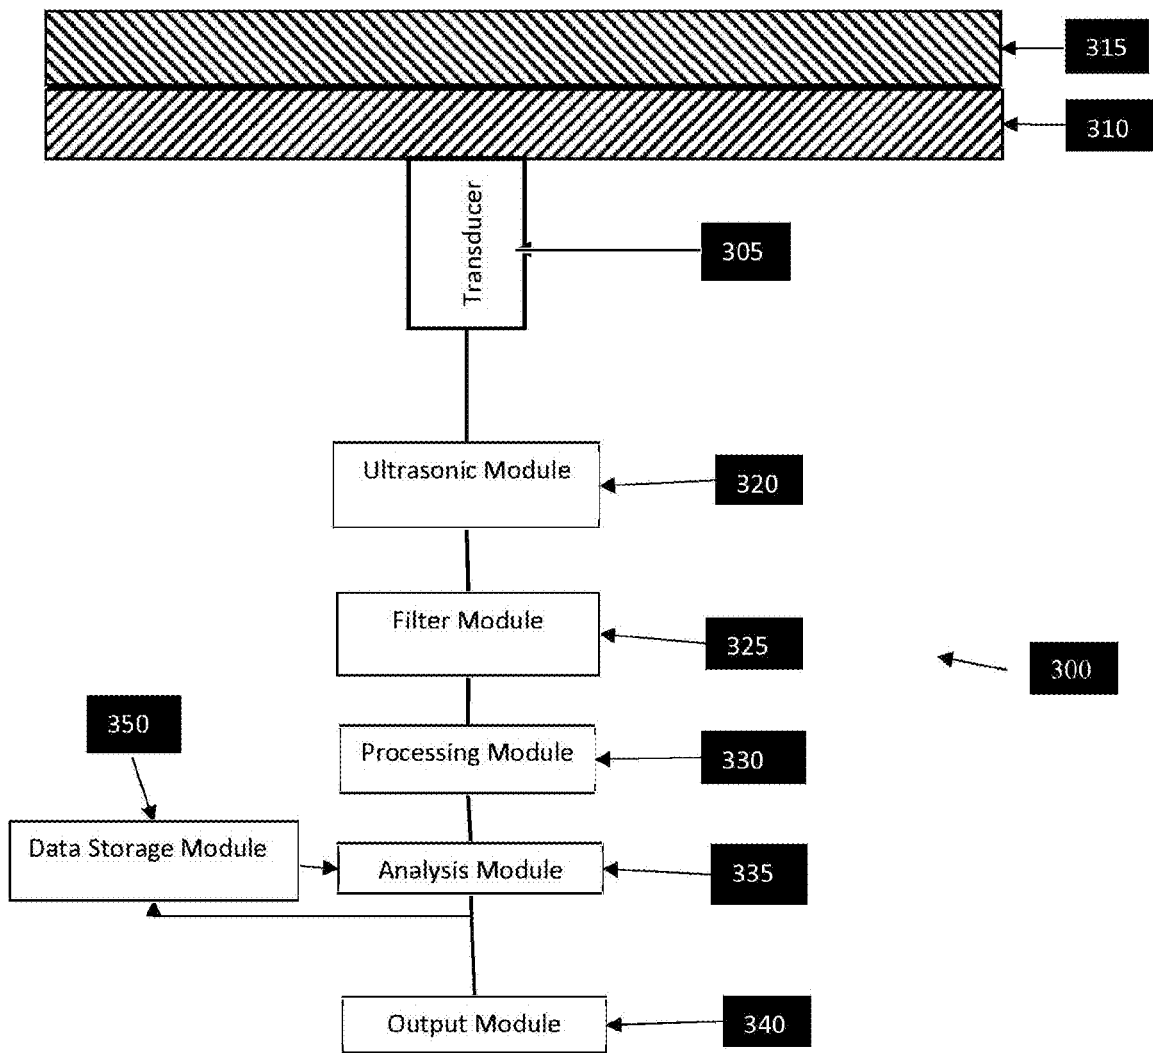 315
310
Transducer
305
Ultrasonic Module
320
Filter Module
325
300
350
Processing Module
330
Data Storage Module
Analysis Module
335
Output Module
340